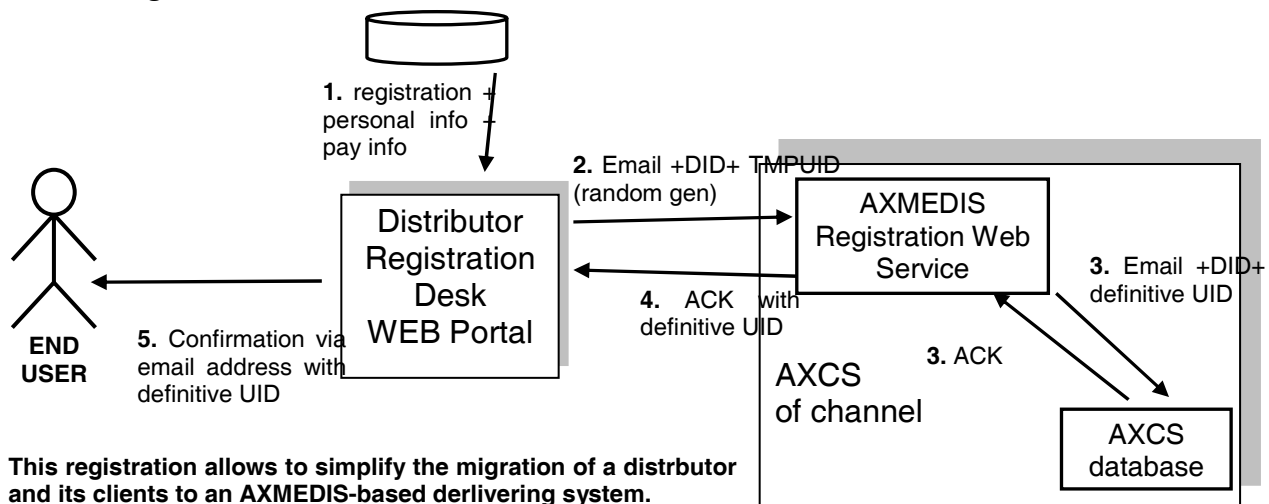 1. registration +
personal info +
pay info
2. Email +DID+ TMPUID
(random gen)
Distributor
Registration
Desk
WEB Portal
AXMEDIS
Registration Web
Service
3. Email +DID+
definitive UID
4. ACK with
definitive UID
3. ACK
END
USER
5. Confirmation via
email address with
definitive UID
AXCS
of channel
AXCS
database
This registration allows to simplify the migration of a distrbutor
and its clients to an AXMEDIS-based derlivering system.